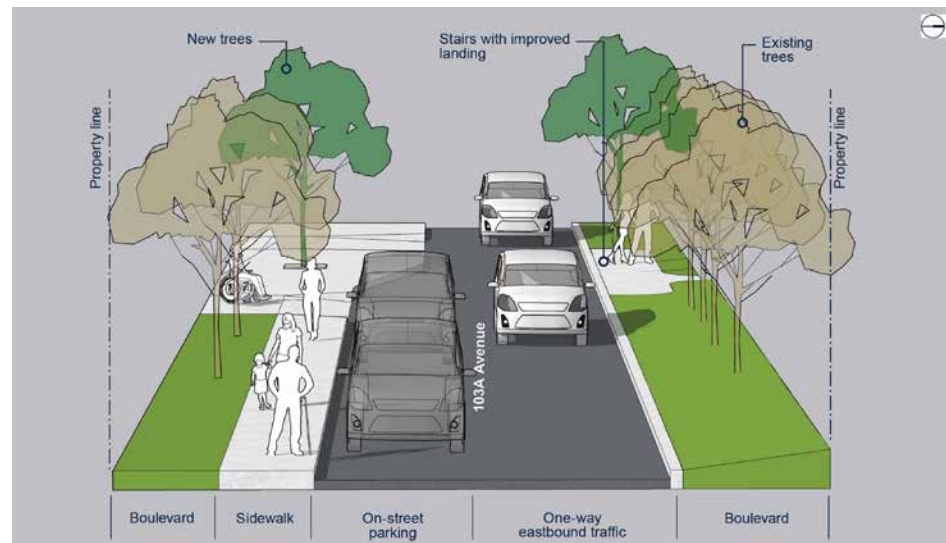 New trees
Stairs with improved
landing
Existing
trees
Property line
Property line
103A Avenue
Boulevard
Sidewalk
On-street
parking
One-way
eastbound traffic
Boulevard